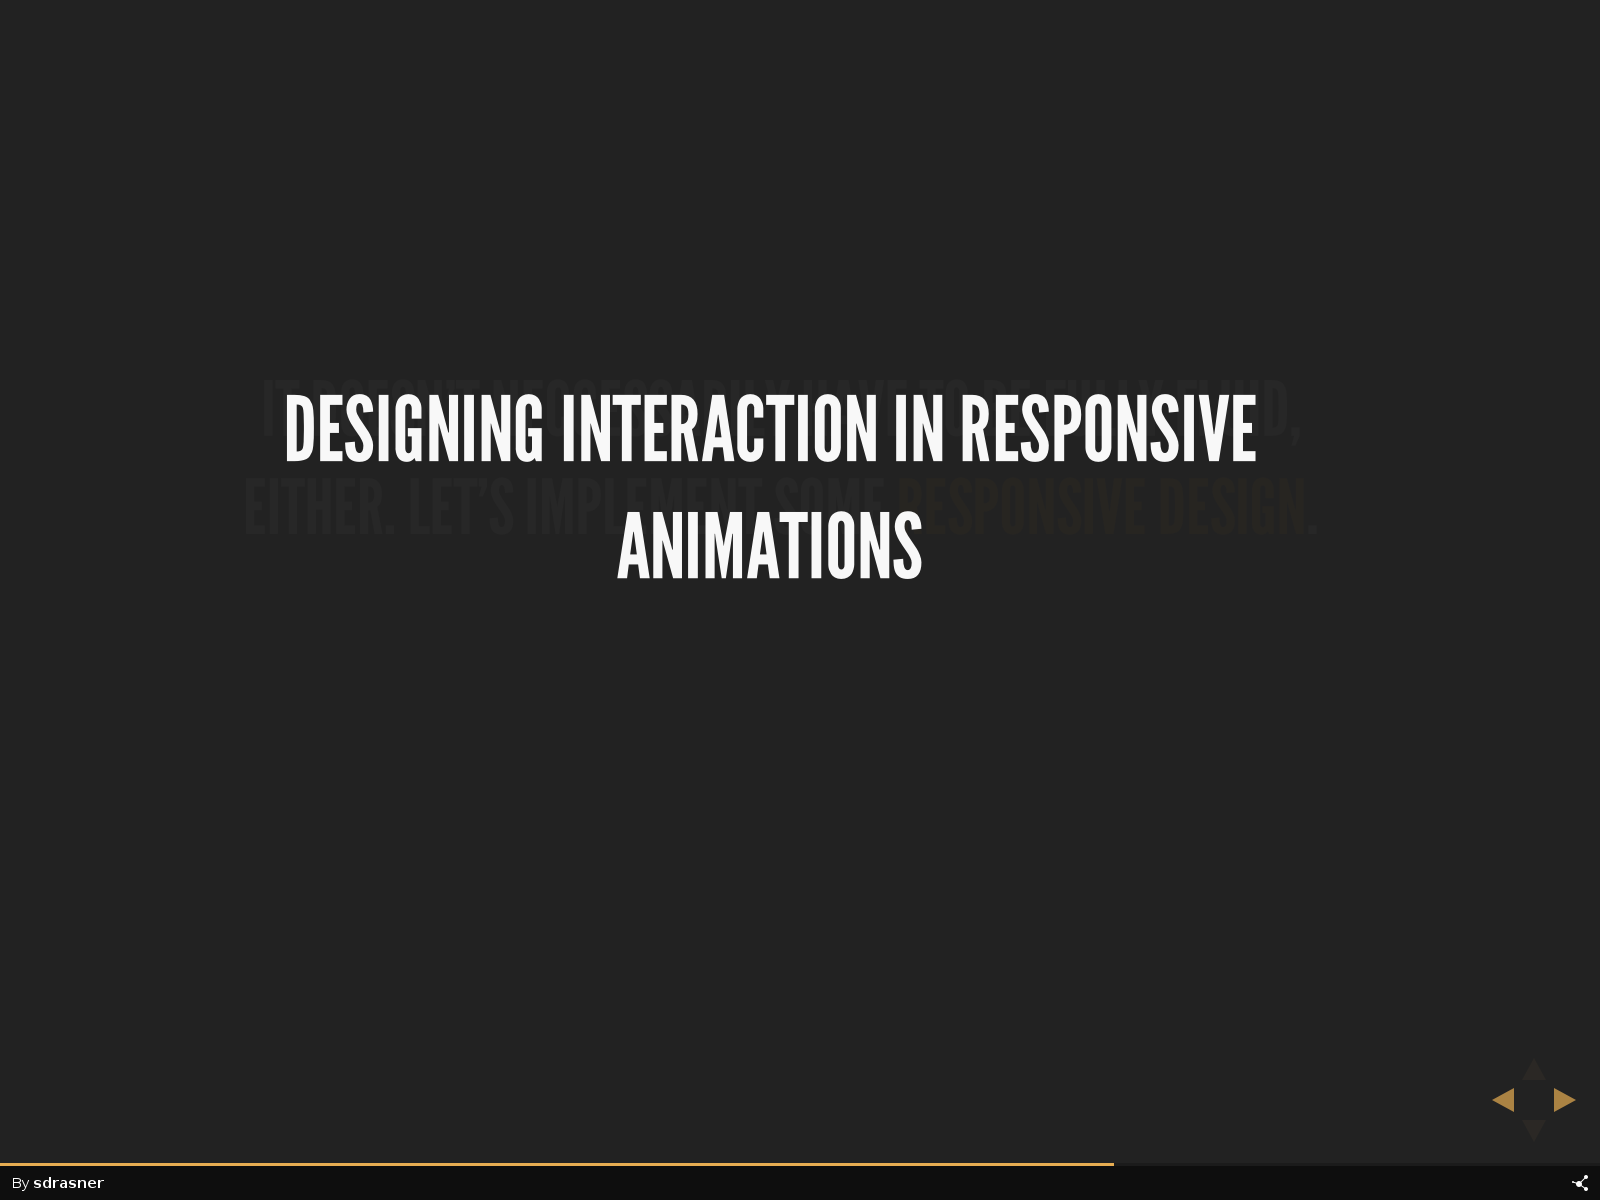 DESIGNING INTERACTION IN RESPONSIVE
ANIMATIONS
IT DOESN'T NECESSARILY HAVE TO BE FULLY
EITHER. LET'S IMPLEMENT SOME RESPONSIVE DESIGN.
By sdrasner